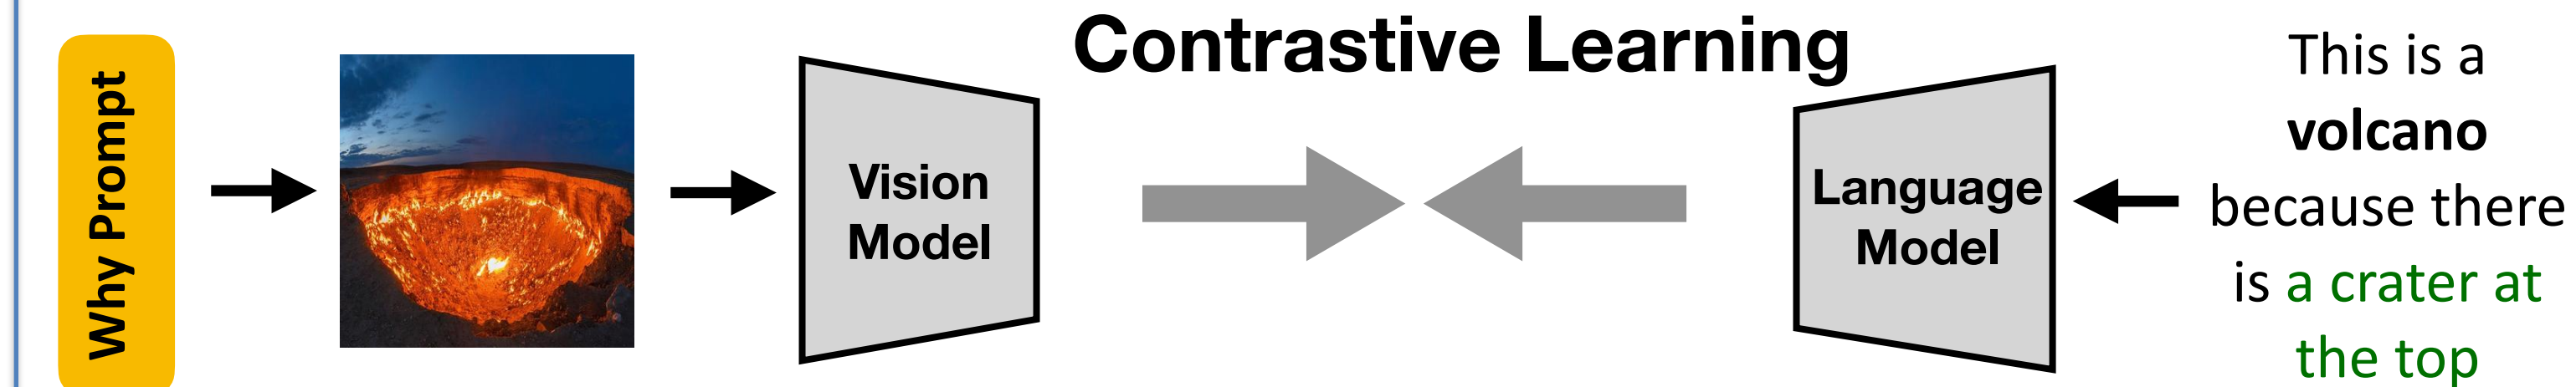 Why Prompt
Contrastive Learning
Vision
Model
Language
Model
This is a
volcano
because there
is a crater at
the top